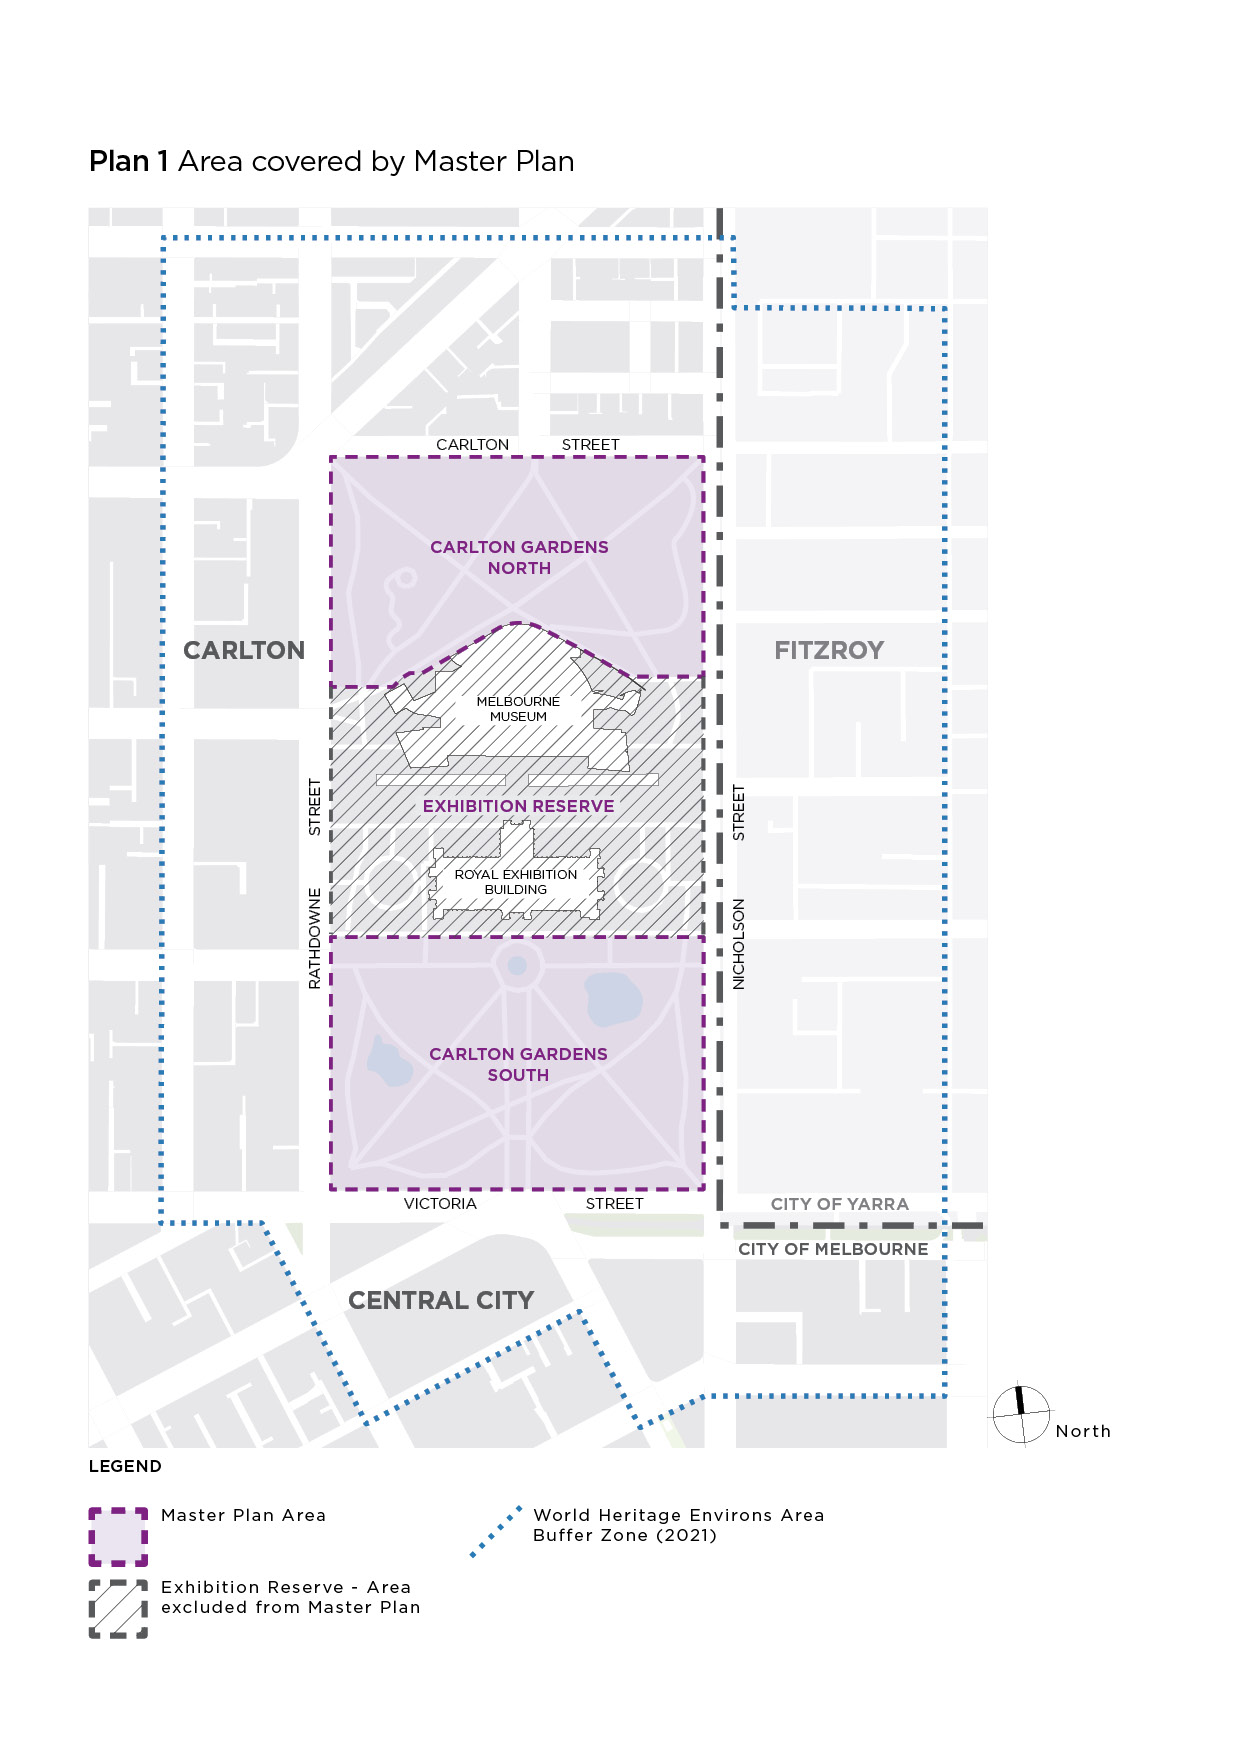 Plan 1 Area covered by Master Plan
CARLTON STREET
CARLTON GARDENS
NORTH
CARLTON
FITZROY
MELBOURNE
MUSEUM
EXHIBITION RESERVE
ROYAL EXHIBITION
BUILDING
RATHDOWNE STREET
NICHOLSON STREET
CARLTON GARDENS
SOUTH
VICTORIA STREET
CITY OF YARRA
CITY OF MELBOURNE
CENTRAL CITY
North
LEGEND
Master Plan Area
Exhibition Reserve - Area
excluded from Master Plan
World Heritage Environs Area
Buffer Zone (2021)